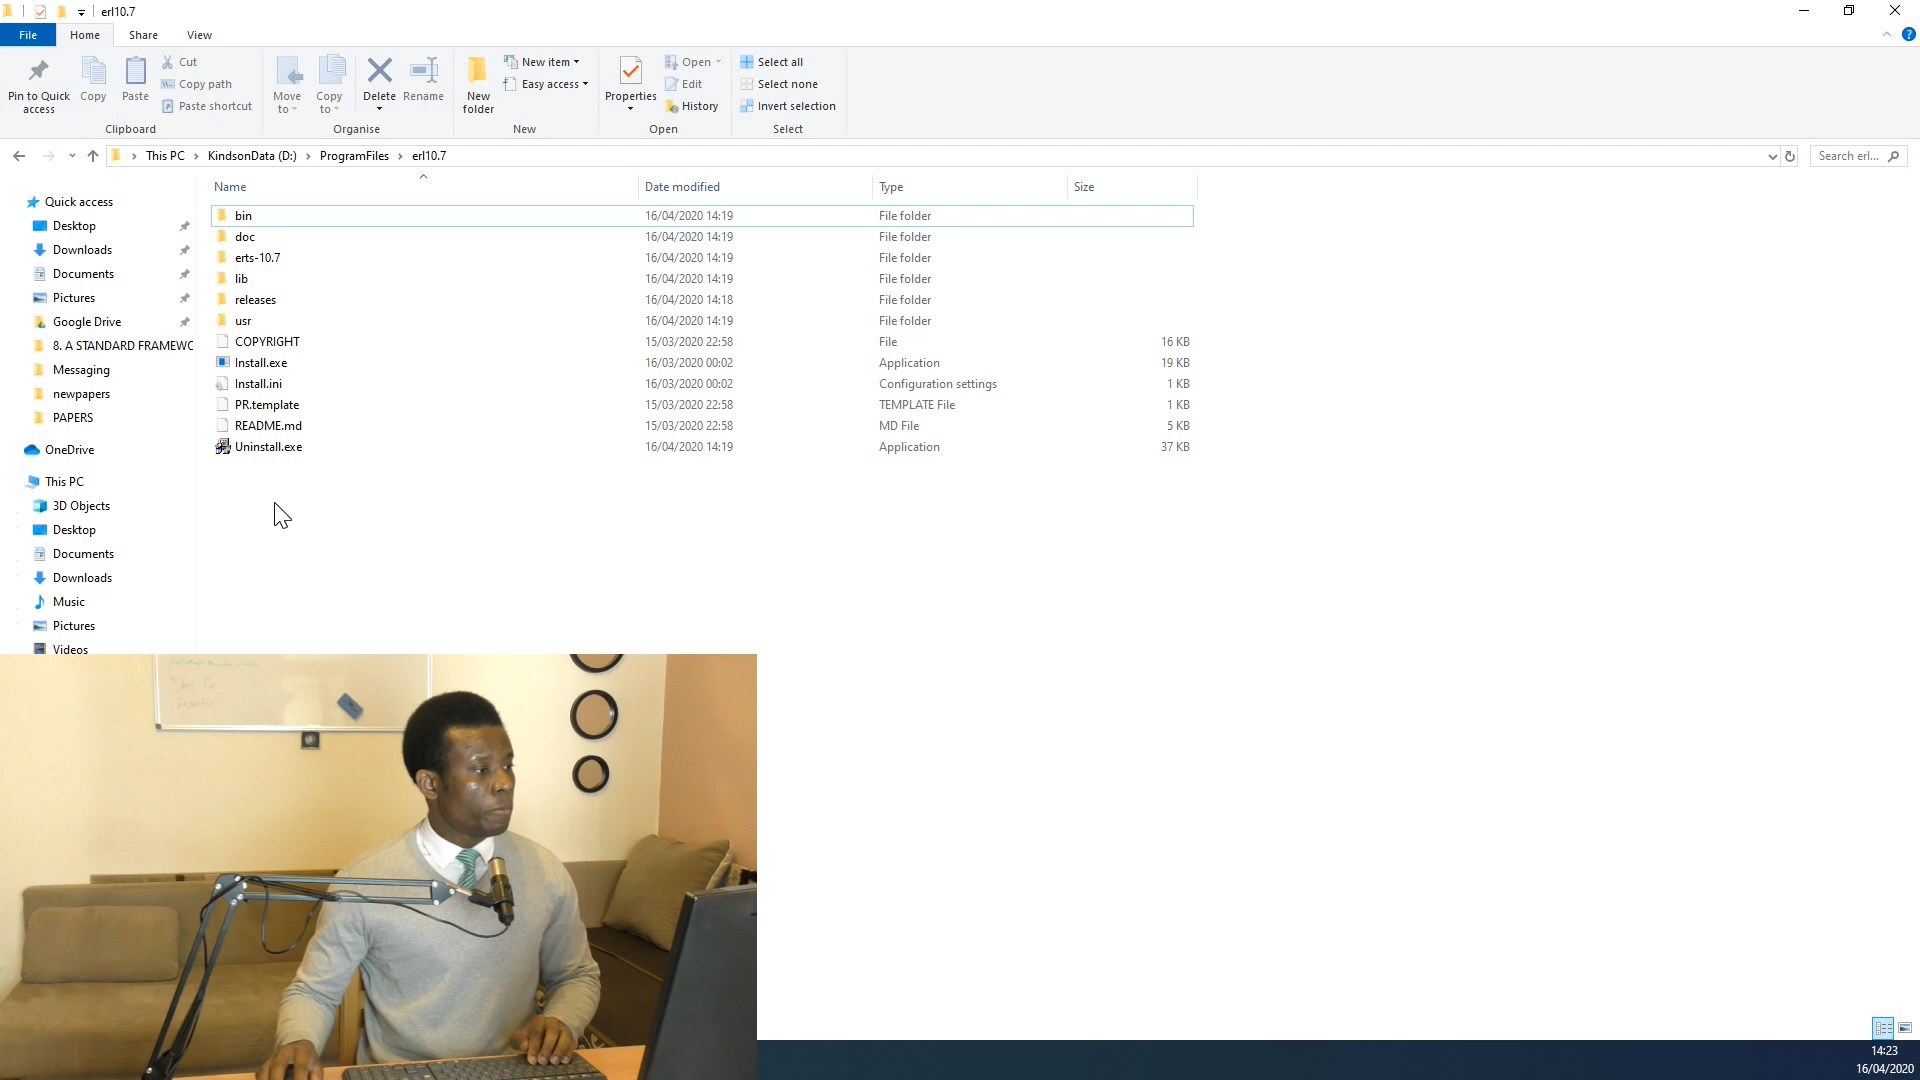 erl10.7
File Home Share View
Pin to Quick access
Copy
Paste
Cut
Copy path
Paste shortcut
Clipboard
Move to
Copy to
Delete
Rename
Organise
New folder
New item
Easy access
New
Properties
Open
Edit
History
Open
Select all
Select none
Invert selection
Select
This PC KindsonData (D:) ProgramFiles erl10.7
Search erl...
Name Date modified Type Size
bin 16/04/2020 14:19 File folder
doc 16/04/2020 14:19 File folder
erts-10.7 16/04/2020 14:19 File folder
lib 16/04/2020 14:19 File folder
releases 16/04/2020 14:18 File folder
usr 16/04/2020 14:19 File folder
COPYRIGHT 15/03/2020 22:58 File 16 KB
Install.exe 16/03/2020 00:02 Application 19 KB
Install.ini 16/03/2020 00:02 Configuration settings 1 KB
PR.template 15/03/2020 22:58 TEMPLATE File 1 KB
README.md 15/03/2020 22:58 MD File 5 KB
Uninstall.exe 16/04/2020 14:19 Application 37 KB
Quick access
Desktop
Downloads
Documents
Pictures
Google Drive
8. A STANDARD FRAMEWO
Messaging
newpapers
PAPERS
OneDrive
This PC
3D Objects
Desktop
Documents
Downloads
Music
Pictures
Videos
14:23
16/04/2020